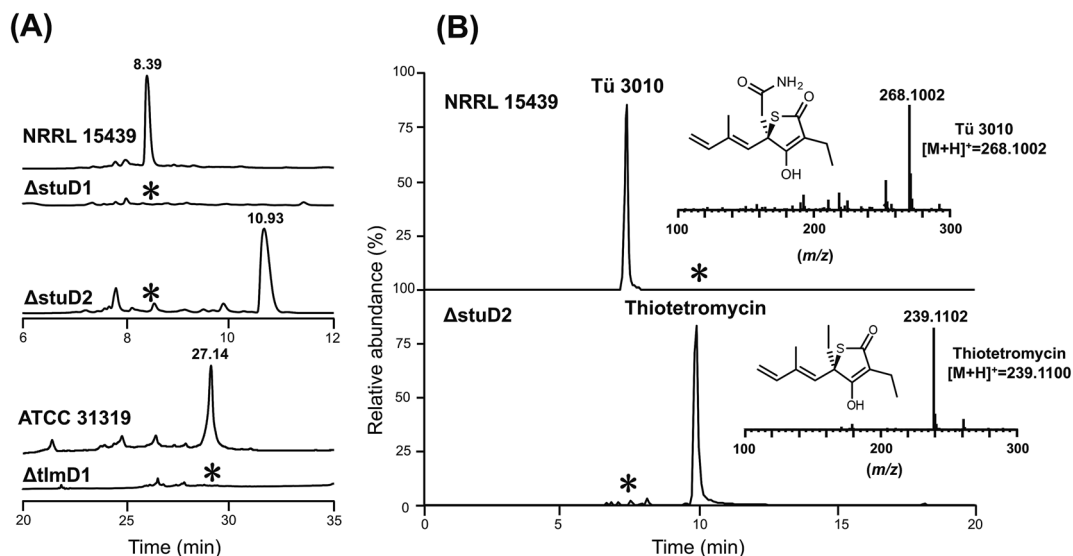 (A)
8.39
NRRL 15439
ΔstuD1
*
10.93
ΔstuD2
*
6 8 10 12
27.14
ATCC 31319
ΔtlmD1
*
20 25 30 35
Time (min)
(B)
Relative abundance (%)
100
75
50
25
100
75
50
25
0
NRRL 15439
Tü 3010
O
NH₂
S
O
OH
268.1002
Tü 3010
[M+H]⁺=268.1002
100 200 300
(m/z)
*
ΔstuD2
Thiotetromycin
S
O
OH
239.1102
Thiotetromycin
[M+H]⁺=239.1100
100 200 300
(m/z)
*
0 5 10 15 20
Time (min)